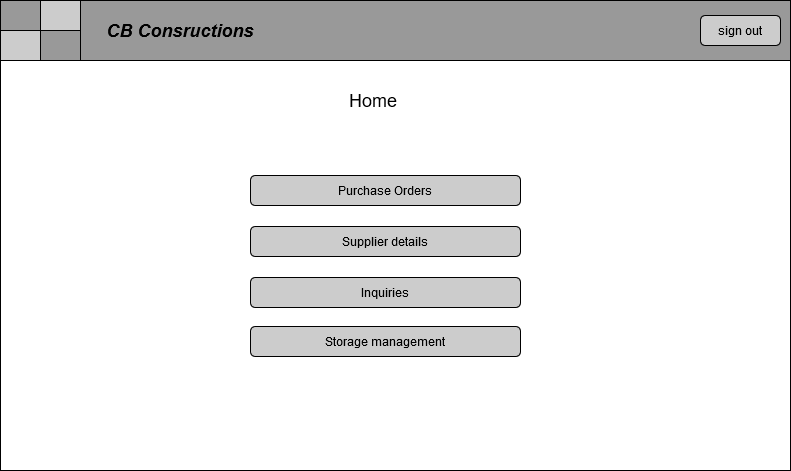 CB Consructions
sign out
Home
Purchase Orders
Supplier details
Inquiries
Storage management